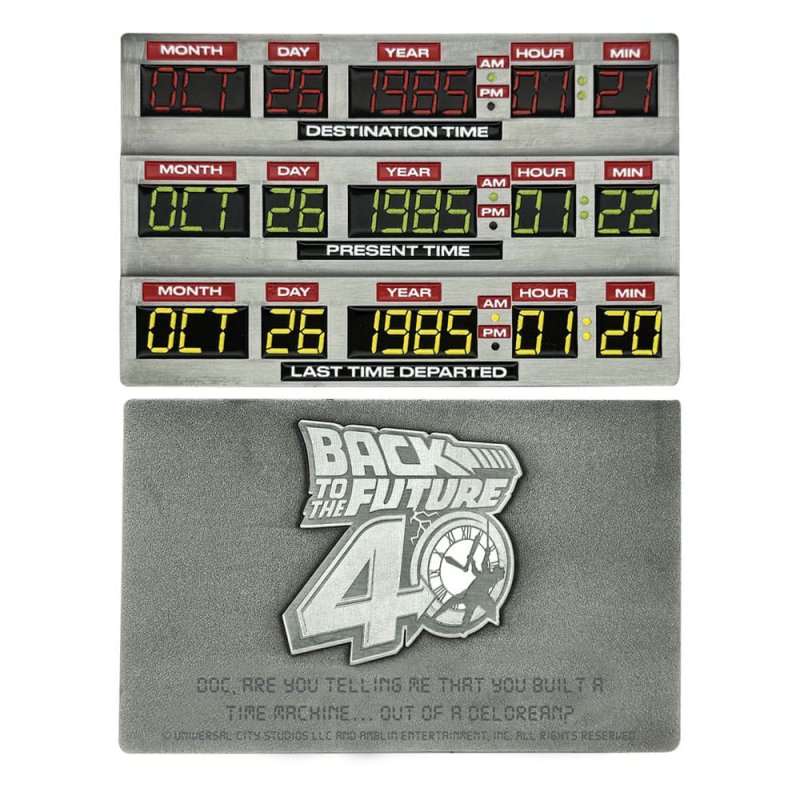 MONTH DAY YEAR AM HOUR MIN
OCT 26 1985 PM 01 21
DESTINATION TIME
MONTH DAY YEAR AM HOUR MIN
OCT 26 1985 PM 01 22
PRESENT TIME
MONTH DAY YEAR AM HOUR MIN
OCT 26 1985 PM 01 20
LAST TIME DEPARTED
BACK
TO THE FUTURE
40
DOC, ARE YOU TELLING ME THAT YOU BUILT A
TIME MACHINE... OUT OF A DELOREAN?
© UNIVERSAL CITY STUDIOS LLC AND AMBLIN ENTERTAINMENT, INC. ALL RIGHTS RESERVED.